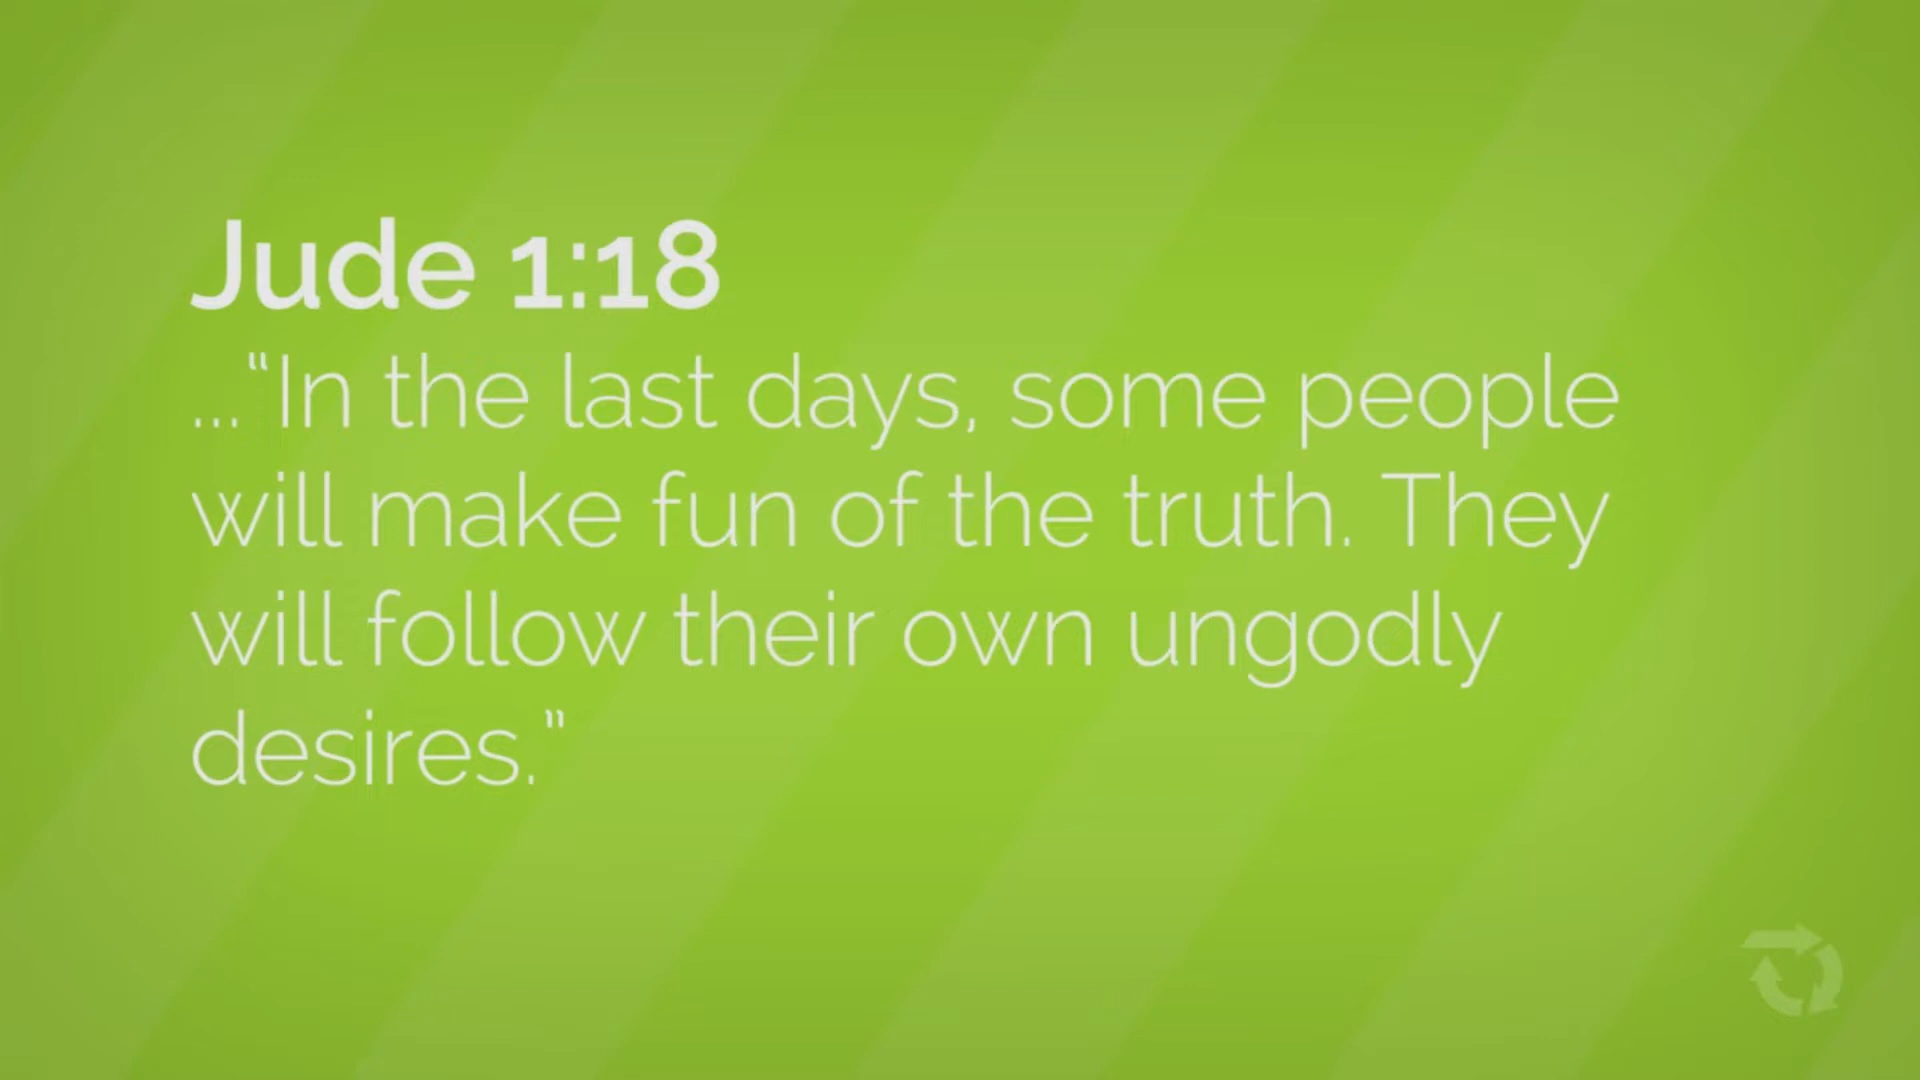 Jude 1:18
...“In the last days, some people
will make fun of the truth. They
will follow their own ungodly
desires.”